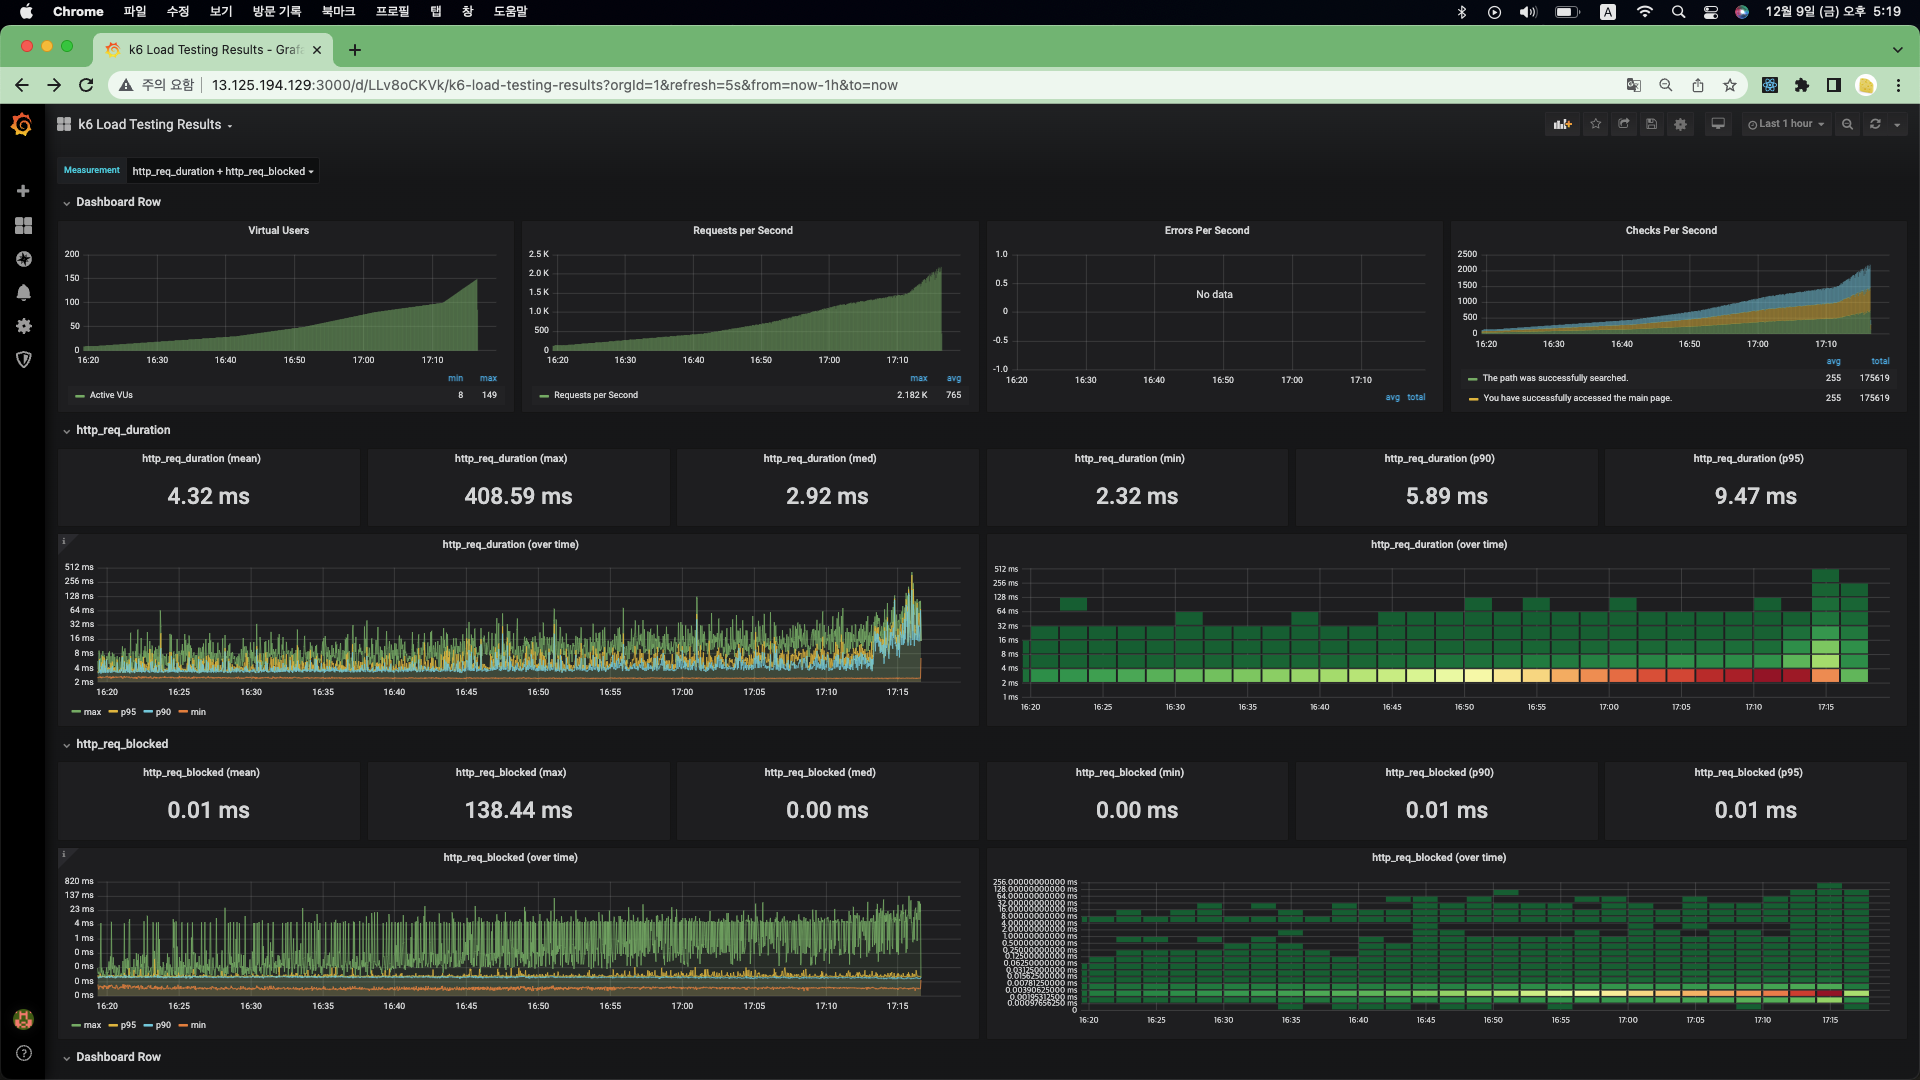 Chrome 파일 수정 보기 방문 기록 북마크 프로필 탭 창 도움말 A 12월 9일 (금) 오후 5:19
k6 Load Testing Results - Grafa
주의 요함 13.125.194.129:3000/d/LLv8oCKVk/k6-load-testing-results?orgId=1&refresh=5s&from=now-1h&to=now
k6 Load Testing Results
Last 1 hour
Measurement http_req_duration + http_req_blocked
Dashboard Row
Virtual Users
200
150
100
50
0
16:20 16:30 16:40 16:50 17:00 17:10
min max
Active VUs 8 149
Requests per Second
2.5 K
2.0 K
1.5 K
1.0 K
500
0
16:20 16:30 16:40 16:50 17:00 17:10
max avg
Requests per Second 2.182 K 765
Errors Per Second
1.0
0.5
0
-0.5
-1.0
No data
16:20 16:30 16:40 16:50 17:00 17:10
avg total
Checks Per Second
2500
2000
1500
1000
500
0
16:20 16:30 16:40 16:50 17:00 17:10
avg total
The path was successfully searched. 255 175619
You have successfully accessed the main page. 255 175619
http_req_duration
http_req_duration (mean)
4.32 ms
http_req_duration (max)
408.59 ms
http_req_duration (med)
2.92 ms
http_req_duration (min)
2.32 ms
http_req_duration (p90)
5.89 ms
http_req_duration (p95)
9.47 ms
http_req_duration (over time)
512 ms
256 ms
128 ms
64 ms
32 ms
16 ms
8 ms
4 ms
2 ms
16:20 16:25 16:30 16:35 16:40 16:45 16:50 16:55 17:00 17:05 17:10 17:15
max p95 p90 min
http_req_duration (over time)
512 ms
256 ms
128 ms
64 ms
32 ms
16 ms
8 ms
4 ms
2 ms
1 ms
16:20 16:25 16:30 16:35 16:40 16:45 16:50 16:55 17:00 17:05 17:10 17:15
http_req_blocked
http_req_blocked (mean)
0.01 ms
http_req_blocked (max)
138.44 ms
http_req_blocked (med)
0.00 ms
http_req_blocked (min)
0.00 ms
http_req_blocked (p90)
0.01 ms
http_req_blocked (p95)
0.01 ms
http_req_blocked (over time)
820 ms
137 ms
23 ms
4 ms
1 ms
0 ms
0 ms
0 ms
0 ms
16:20 16:25 16:30 16:35 16:40 16:45 16:50 16:55 17:00 17:05 17:10 17:15
max p95 p90 min
http_req_blocked (over time)
256.00000000000 ms
128.00000000000 ms
64.00000000000 ms
32.00000000000 ms
16.00000000000 ms
8.00000000000 ms
4.00000000000 ms
2.00000000000 ms
1.00000000000 ms
0.50000000000 ms
0.25000000000 ms
0.12500000000 ms
0.06250000000 ms
0.03125000000 ms
0.01562500000 ms
0.00781250000 ms
0.00390625000 ms
0.00195312500 ms
0.00097656250 ms
0
16:20 16:25 16:30 16:35 16:40 16:45 16:50 16:55 17:00 17:05 17:10 17:15
Dashboard Row